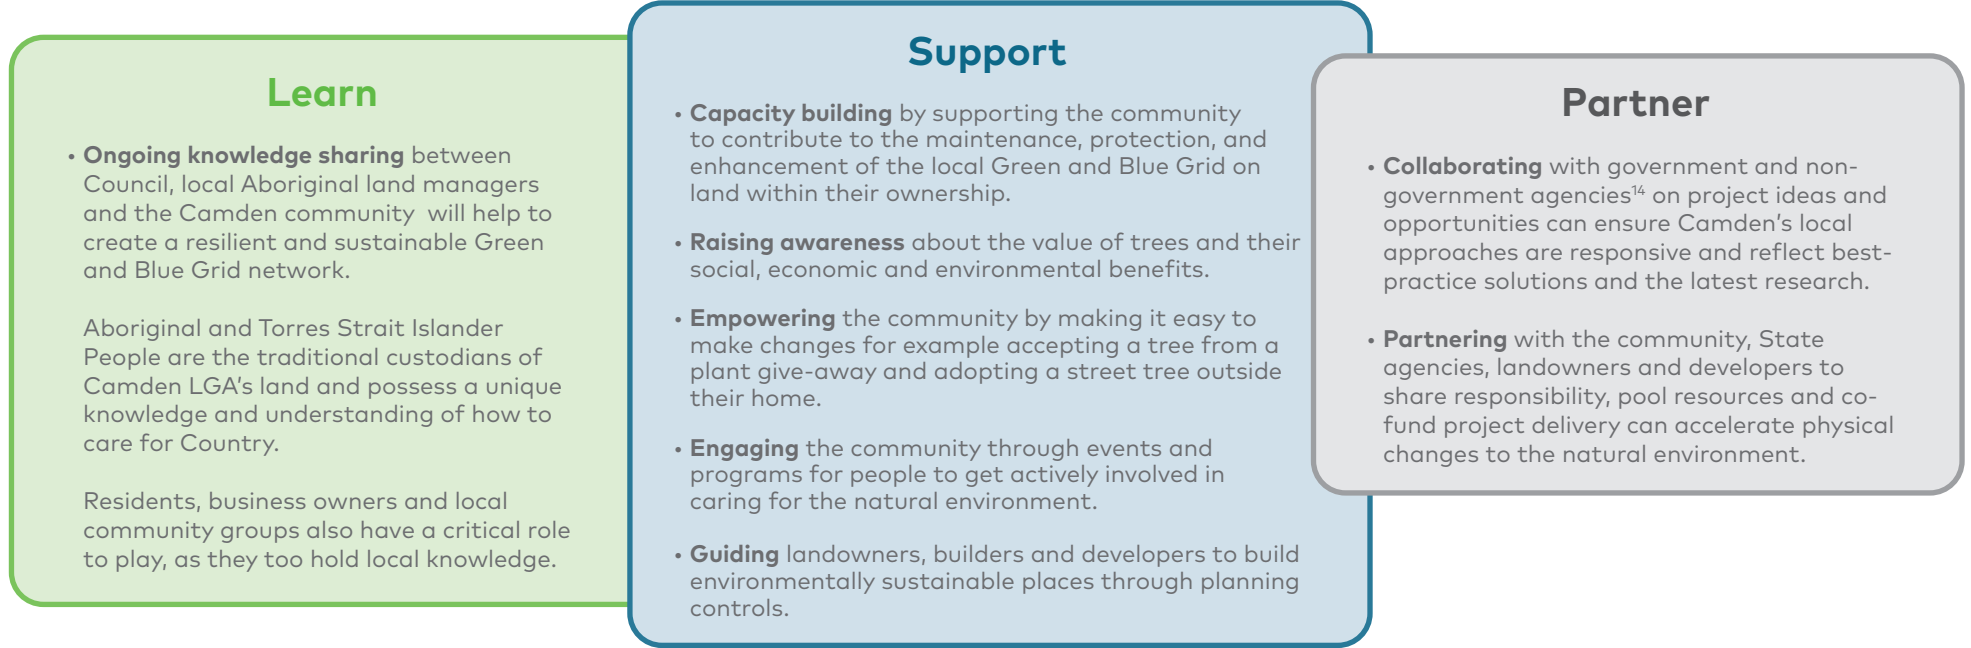 Learn
• Ongoing knowledge sharing between
Council, local Aboriginal land managers
and the Camden community will help to
create a resilient and sustainable Green
and Blue Grid network.
Aboriginal and Torres Strait Islander
People are the traditional custodians of
Camden LGA's land and possess a unique
knowledge and understanding of how to
care for Country.
Residents, business owners and local
community groups also have a critical role
to play, as they too hold local knowledge.
Support
• Capacity building by supporting the community
to contribute to the maintenance, protection, and
enhancement of the local Green and Blue Grid on
land within their ownership.
• Raising awareness about the value of trees and their
social, economic and environmental benefits.
• Empowering the community by making it easy to
make changes for example accepting a tree from a
plant give-away and adopting a street tree outside
their home.
• Engaging the community through events and
programs for people to get actively involved in
caring for the natural environment.
• Guiding landowners, builders and developers to build
environmentally sustainable places through planning
controls.
Partner
• Collaborating with government and non-
government agencies¹⁴ on project ideas and
opportunities can ensure Camden's local
approaches are responsive and reflect best-
practice solutions and the latest research.
• Partnering with the community, State
agencies, landowners and developers to
share responsibility, pool resources and co-
fund project delivery can accelerate physical
changes to the natural environment.